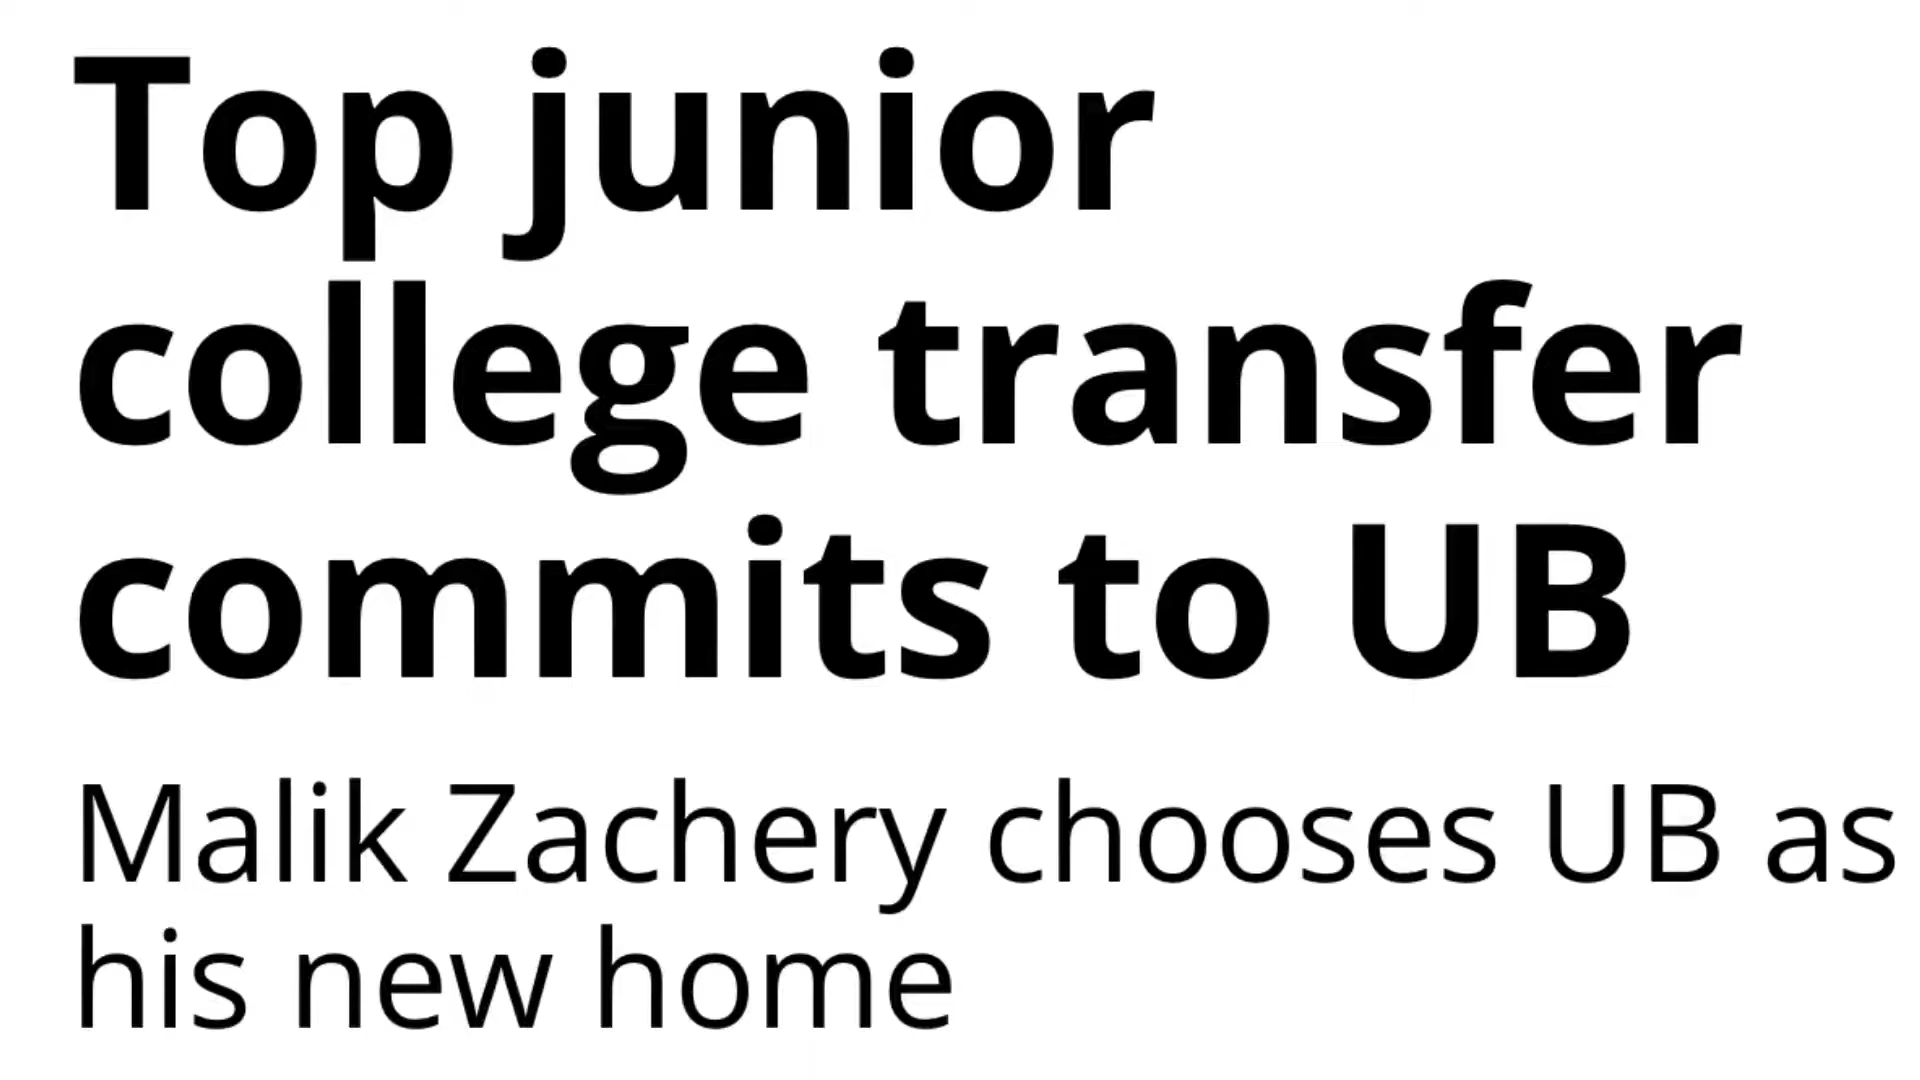 Top junior
college transfer
commits to UB
Malik Zachery chooses UB as
his new home